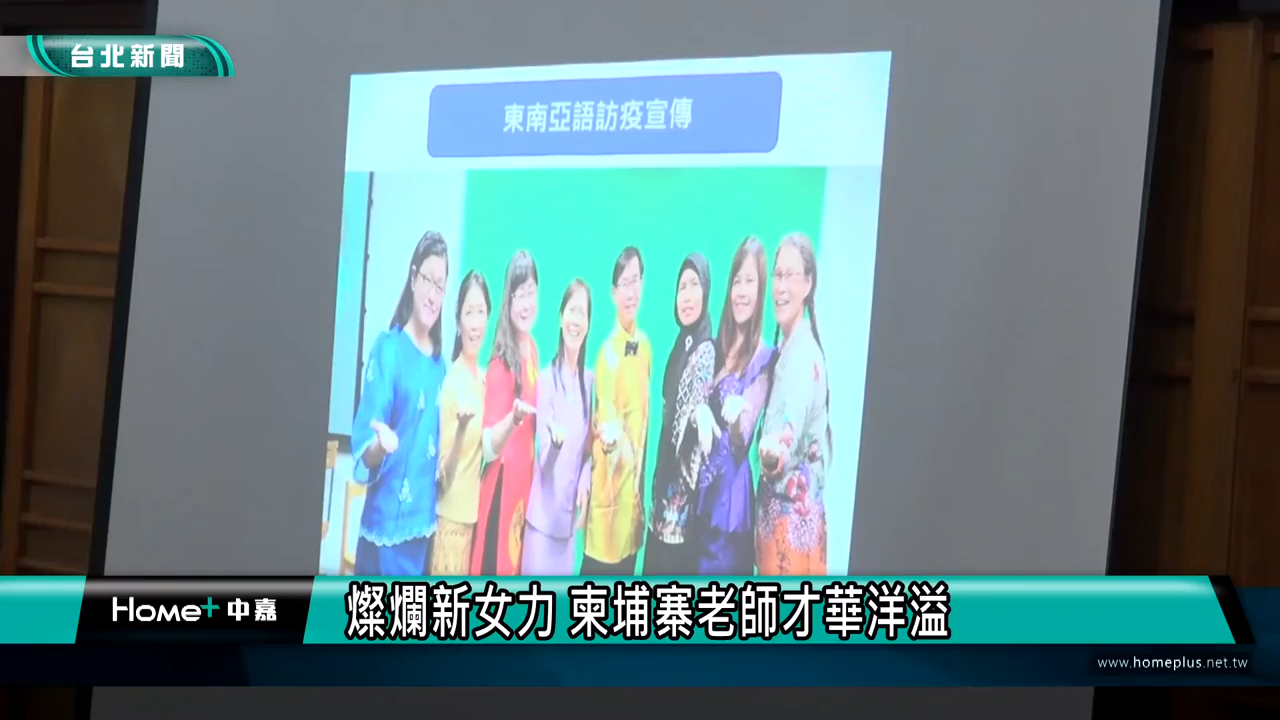 台北新聞
東南亞語訪疫宣傳
Home+ 中嘉
燦爛新女力 柬埔寨老師才華洋溢
www.homeplus.net.tw